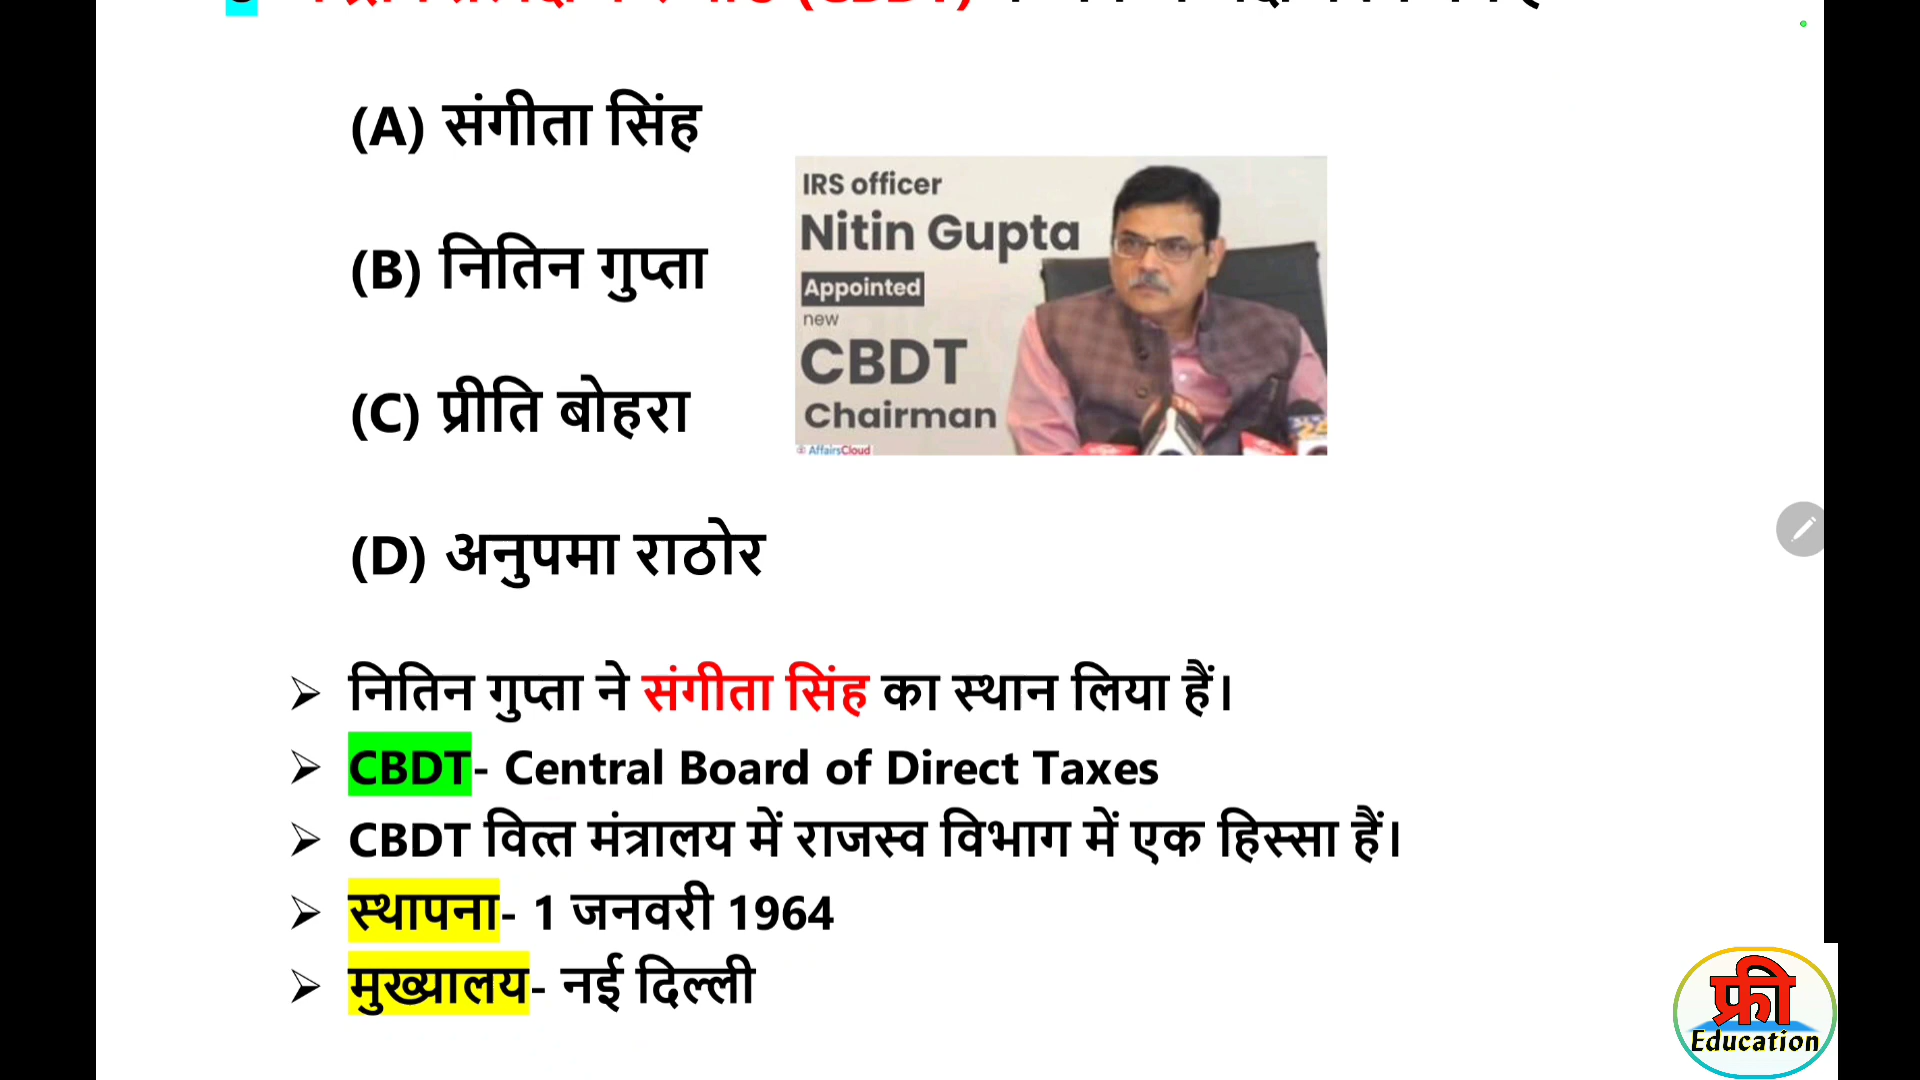 (CBDT)
(A) संगीता सिंह
(B) नितिन गुप्ता
(C) प्रीति बोहरा
(D) अनुपमा राठोर
IRS officer
Nitin Gupta
Appointed
new
CBDT
Chairman
© AffairsCloud
➢ नितिन गुप्ता ने संगीता सिंह का स्थान लिया हैं।
➢ CBDT- Central Board of Direct Taxes
➢ CBDT वित्त मंत्रालय में राजस्व विभाग में एक हिस्सा हैं।
➢ स्थापना- 1 जनवरी 1964
➢ मुख्यालय- नई दिल्ली
फ्री
Education